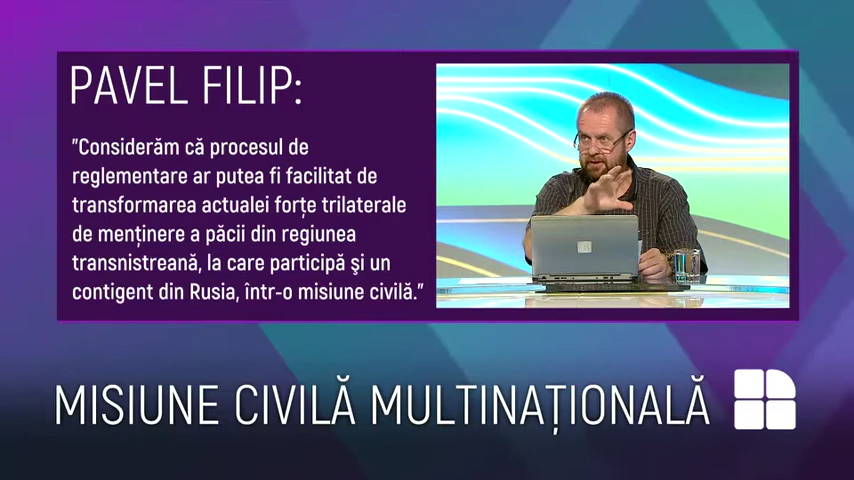 PAVEL FILIP:
"Considerăm că procesul de
reglementare ar putea fi facilitat de
transformarea actualei forțe trilaterale
de menținere a păcii din regiunea
transnistreană, la care participă şi un
contigent din Rusia, într-o misiune civilă."
MISIUNE CIVILĂ MULTINAȚIONALĂ